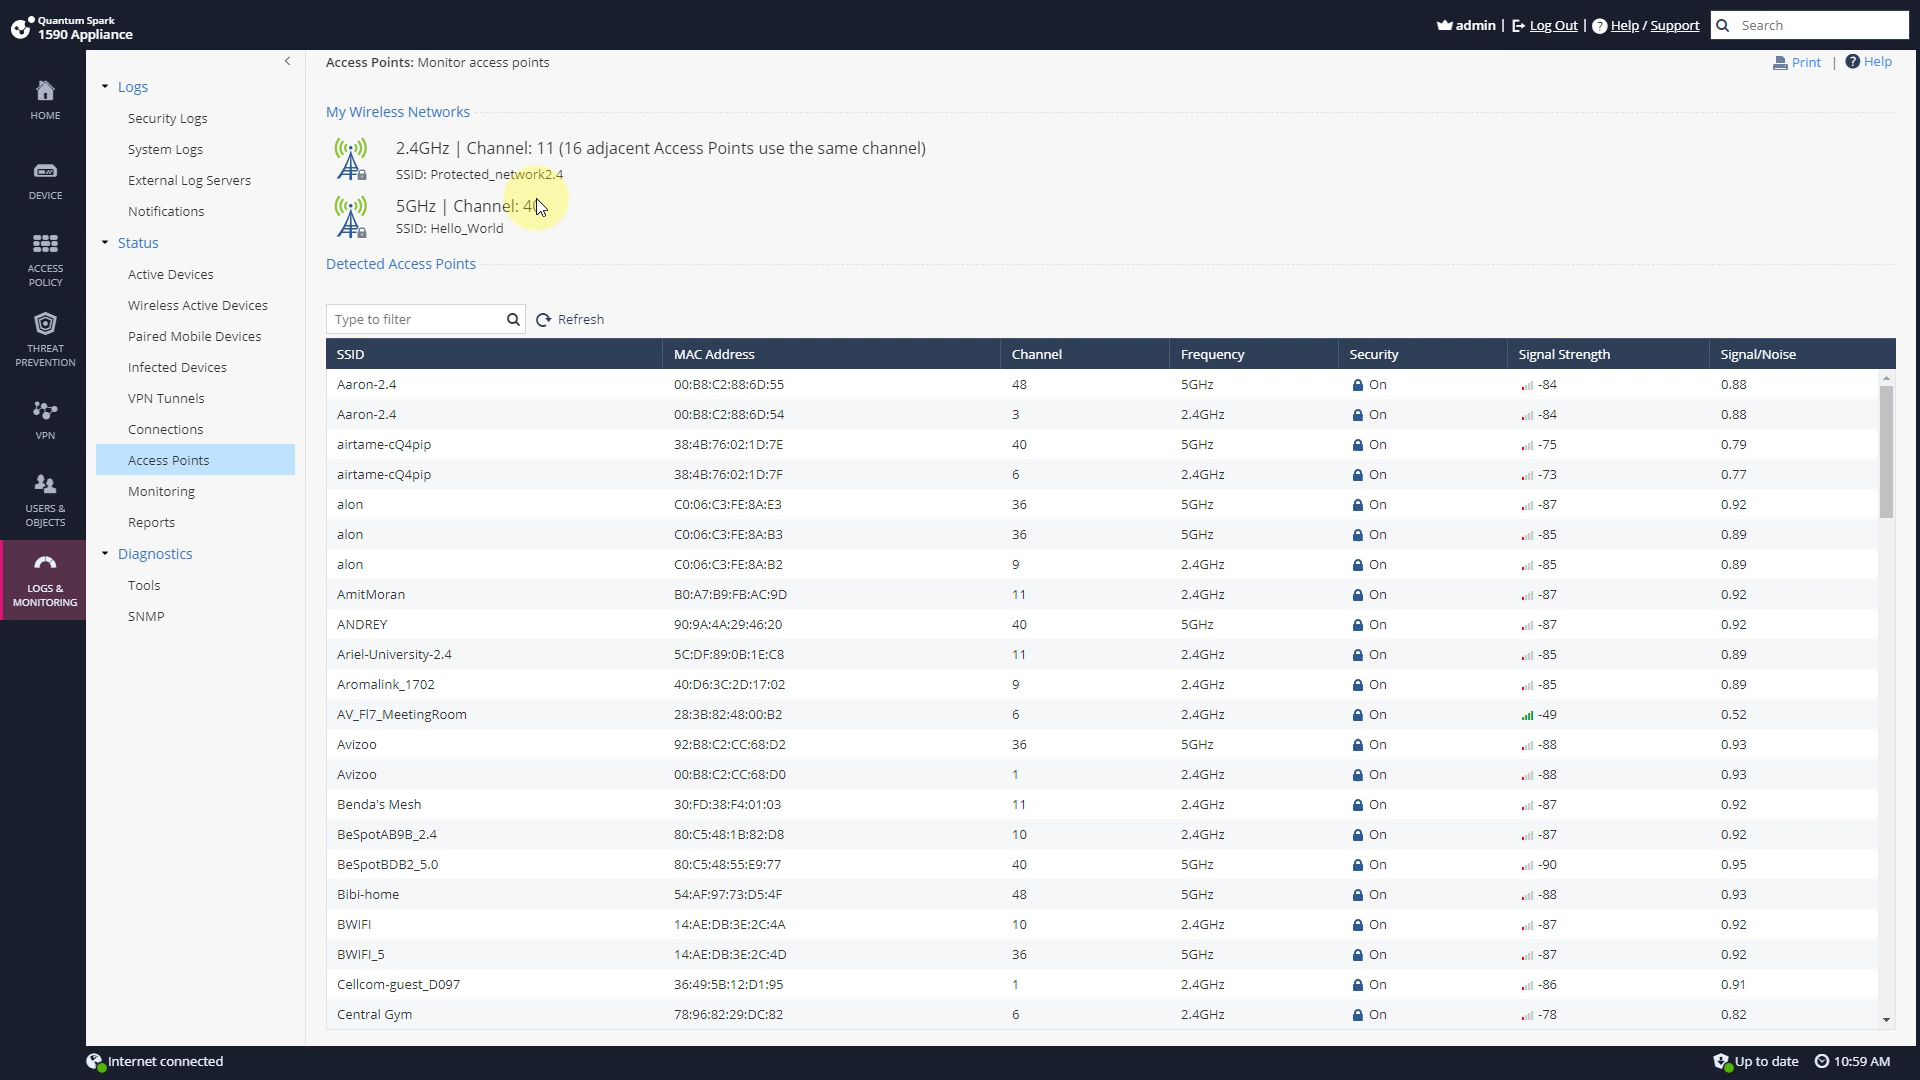 Quantum Spark
1590 Appliance
admin | Log Out | Help / Support
Search
HOME
DEVICE
ACCESS
POLICY
THREAT
PREVENTION
VPN
USERS &
OBJECTS
LOGS &
MONITORING
Logs
Security Logs
System Logs
External Log Servers
Notifications
Status
Active Devices
Wireless Active Devices
Paired Mobile Devices
Infected Devices
VPN Tunnels
Connections
Access Points
Monitoring
Reports
Diagnostics
Tools
SNMP
Access Points: Monitor access points
Print | Help
My Wireless Networks
2.4GHz | Channel: 11 (16 adjacent Access Points use the same channel)
SSID: Protected_network2.4
5GHz | Channel:
SSID: Hello_World
Detected Access Points
Type to filter
Refresh
SSID MAC Address Channel Frequency Security Signal Strength Signal/Noise
Aaron-2.4 00:B8:C2:88:6D:55 48 5GHz On -84 0.88
Aaron-2.4 00:B8:C2:88:6D:54 3 2.4GHz On -84 0.88
airtame-cQ4pip 38:4B:76:02:1D:7E 40 5GHz On -75 0.79
airtame-cQ4pip 38:4B:76:02:1D:7F 6 2.4GHz On -73 0.77
alon C0:06:C3:FE:8A:E3 36 5GHz On -87 0.92
alon C0:06:C3:FE:8A:B3 36 5GHz On -85 0.89
alon C0:06:C3:FE:8A:B2 9 2.4GHz On -85 0.89
AmitMoran B0:A7:B9:FB:AC:9D 11 2.4GHz On -87 0.92
ANDREY 90:9A:4A:29:46:20 40 5GHz On -87 0.92
Ariel-University-2.4 5C:DF:89:0B:1E:C8 11 2.4GHz On -85 0.89
Aromalink_1702 40:D6:3C:2D:17:02 9 2.4GHz On -85 0.89
AV_Fl7_MeetingRoom 28:3B:82:48:00:B2 6 2.4GHz On -49 0.52
Avizoo 92:B8:C2:CC:68:D2 36 5GHz On -88 0.93
Avizoo 00:B8:C2:CC:68:D0 1 2.4GHz On -88 0.93
Benda's Mesh 30:FD:38:F4:01:03 11 2.4GHz On -87 0.92
BeSpotAB9B_2.4 80:C5:48:1B:82:D8 10 2.4GHz On -87 0.92
BeSpotBDB2_5.0 80:C5:48:55:E9:77 40 5GHz On -90 0.95
Bibi-home 54:AF:97:73:D5:4F 48 5GHz On -88 0.93
BWIFI 14:AE:DB:3E:2C:4A 10 2.4GHz On -87 0.92
BWIFI_5 14:AE:DB:3E:2C:4D 36 5GHz On -87 0.92
Cellcom-guest_D097 36:49:5B:12:D1:95 1 2.4GHz On -86 0.91
Central Gym 78:96:82:29:DC:82 6 2.4GHz On -78 0.82
Internet connected
Up to date
10:59 AM